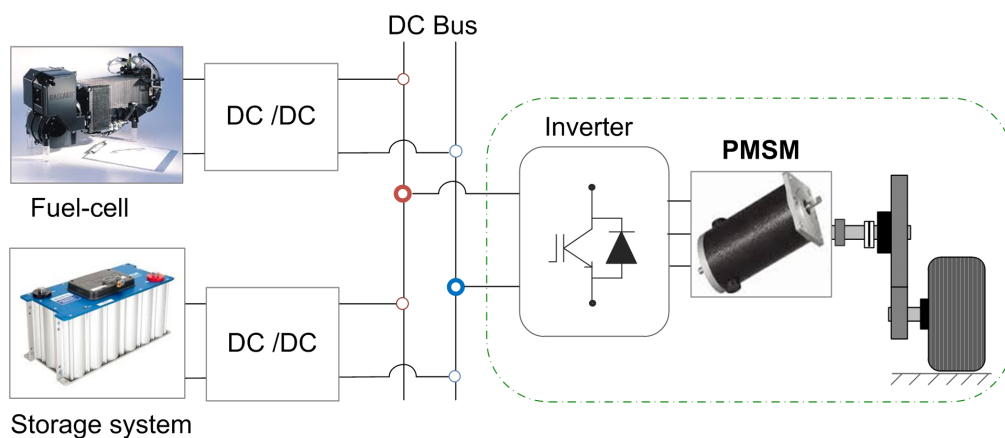 DC Bus
DC /DC
Fuel-cell
Inverter
PMSM
DC /DC
Storage system